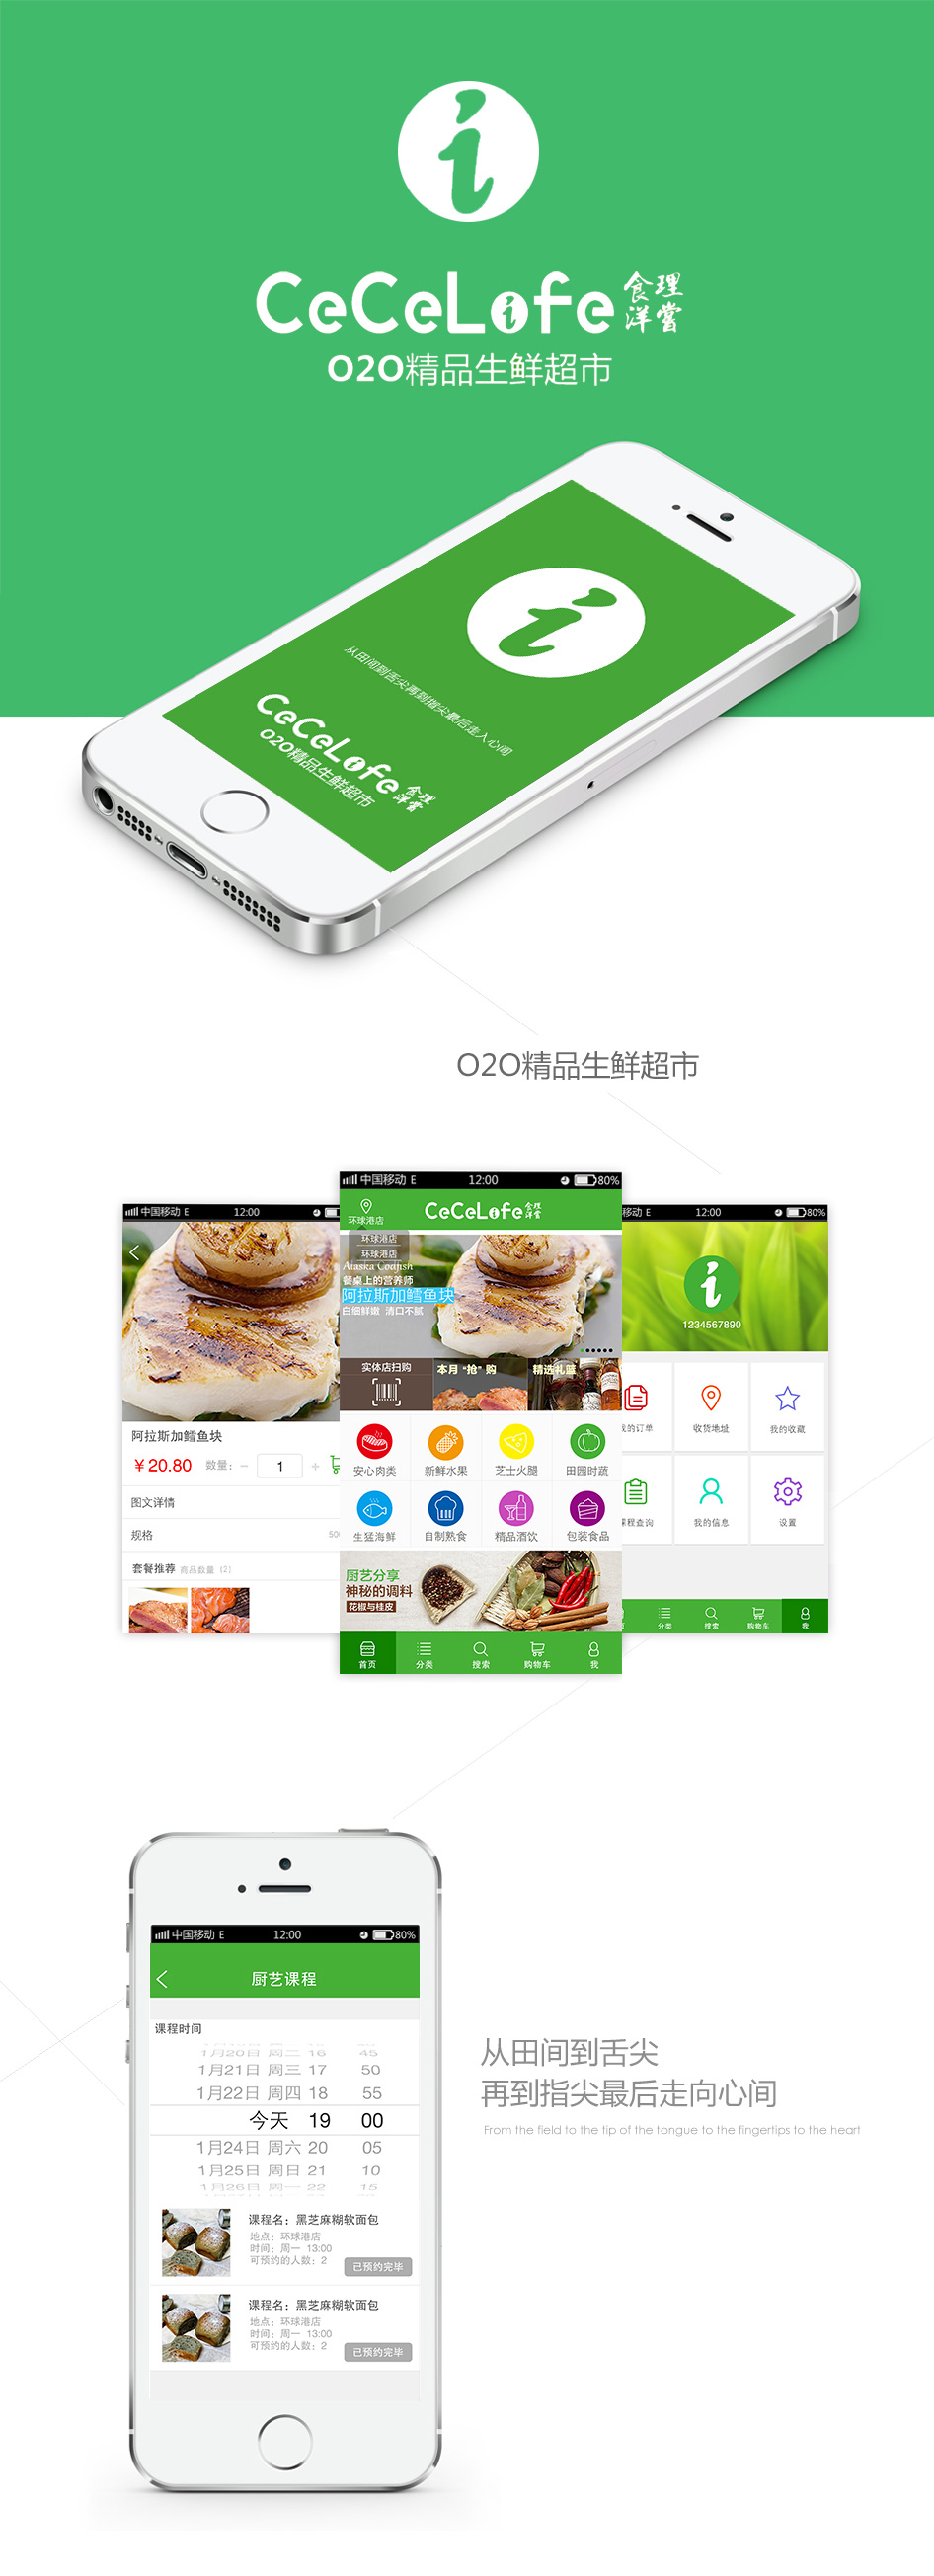 i
CeCeLife 食理洋嘗
O2O精品生鲜超市
i
从田间到舌尖再到指尖最后走入心间
CeCeLife 食理洋嘗
O2O精品生鲜超市
O2O精品生鲜超市
中国移动 E 12:00
阿拉斯加鳕鱼块
¥20.80 数量: − 1 +
图文详情
规格
套餐推荐 商品数量 (2)
中国移动 E 12:00 80%
环球港店 CeCeLife 食理洋嘗
环球港店
环球港店
Alaska Codfish
餐桌上的营养师
阿拉斯加鳕鱼块
白细鲜嫩 清口不腻
实体店扫购 本月“抢”购 精选礼篮
安心肉类 新鲜水果 芝士火腿 田园时蔬
生猛海鲜 自制熟食 精品酒饮 包装食品
厨艺分享
神秘的调料
花椒与桂皮
首页 分类 搜索 购物车 我
移动 E 12:00 80%
i
1234567890
我的订单 收货地址 我的收藏
课程查询 我的信息 设置
分类 搜索 购物车 我
中国移动 E 12:00 80%
厨艺课程
课程时间
1月20日 周二 16 45
1月21日 周三 17 50
1月22日 周四 18 55
今天 19 00
1月24日 周六 20 05
1月25日 周日 21 10
1月26日 周一 22 15
课程名：黑芝麻糊软面包
地点：环球港店
时间：周一 13:00
可预约的人数：2 已预约完毕
课程名：黑芝麻糊软面包
地点：环球港店
时间：周一 13:00
可预约的人数：2 已预约完毕
从田间到舌尖
再到指尖最后走向心间
From the field to the tip of the tongue to the fingertips to the heart